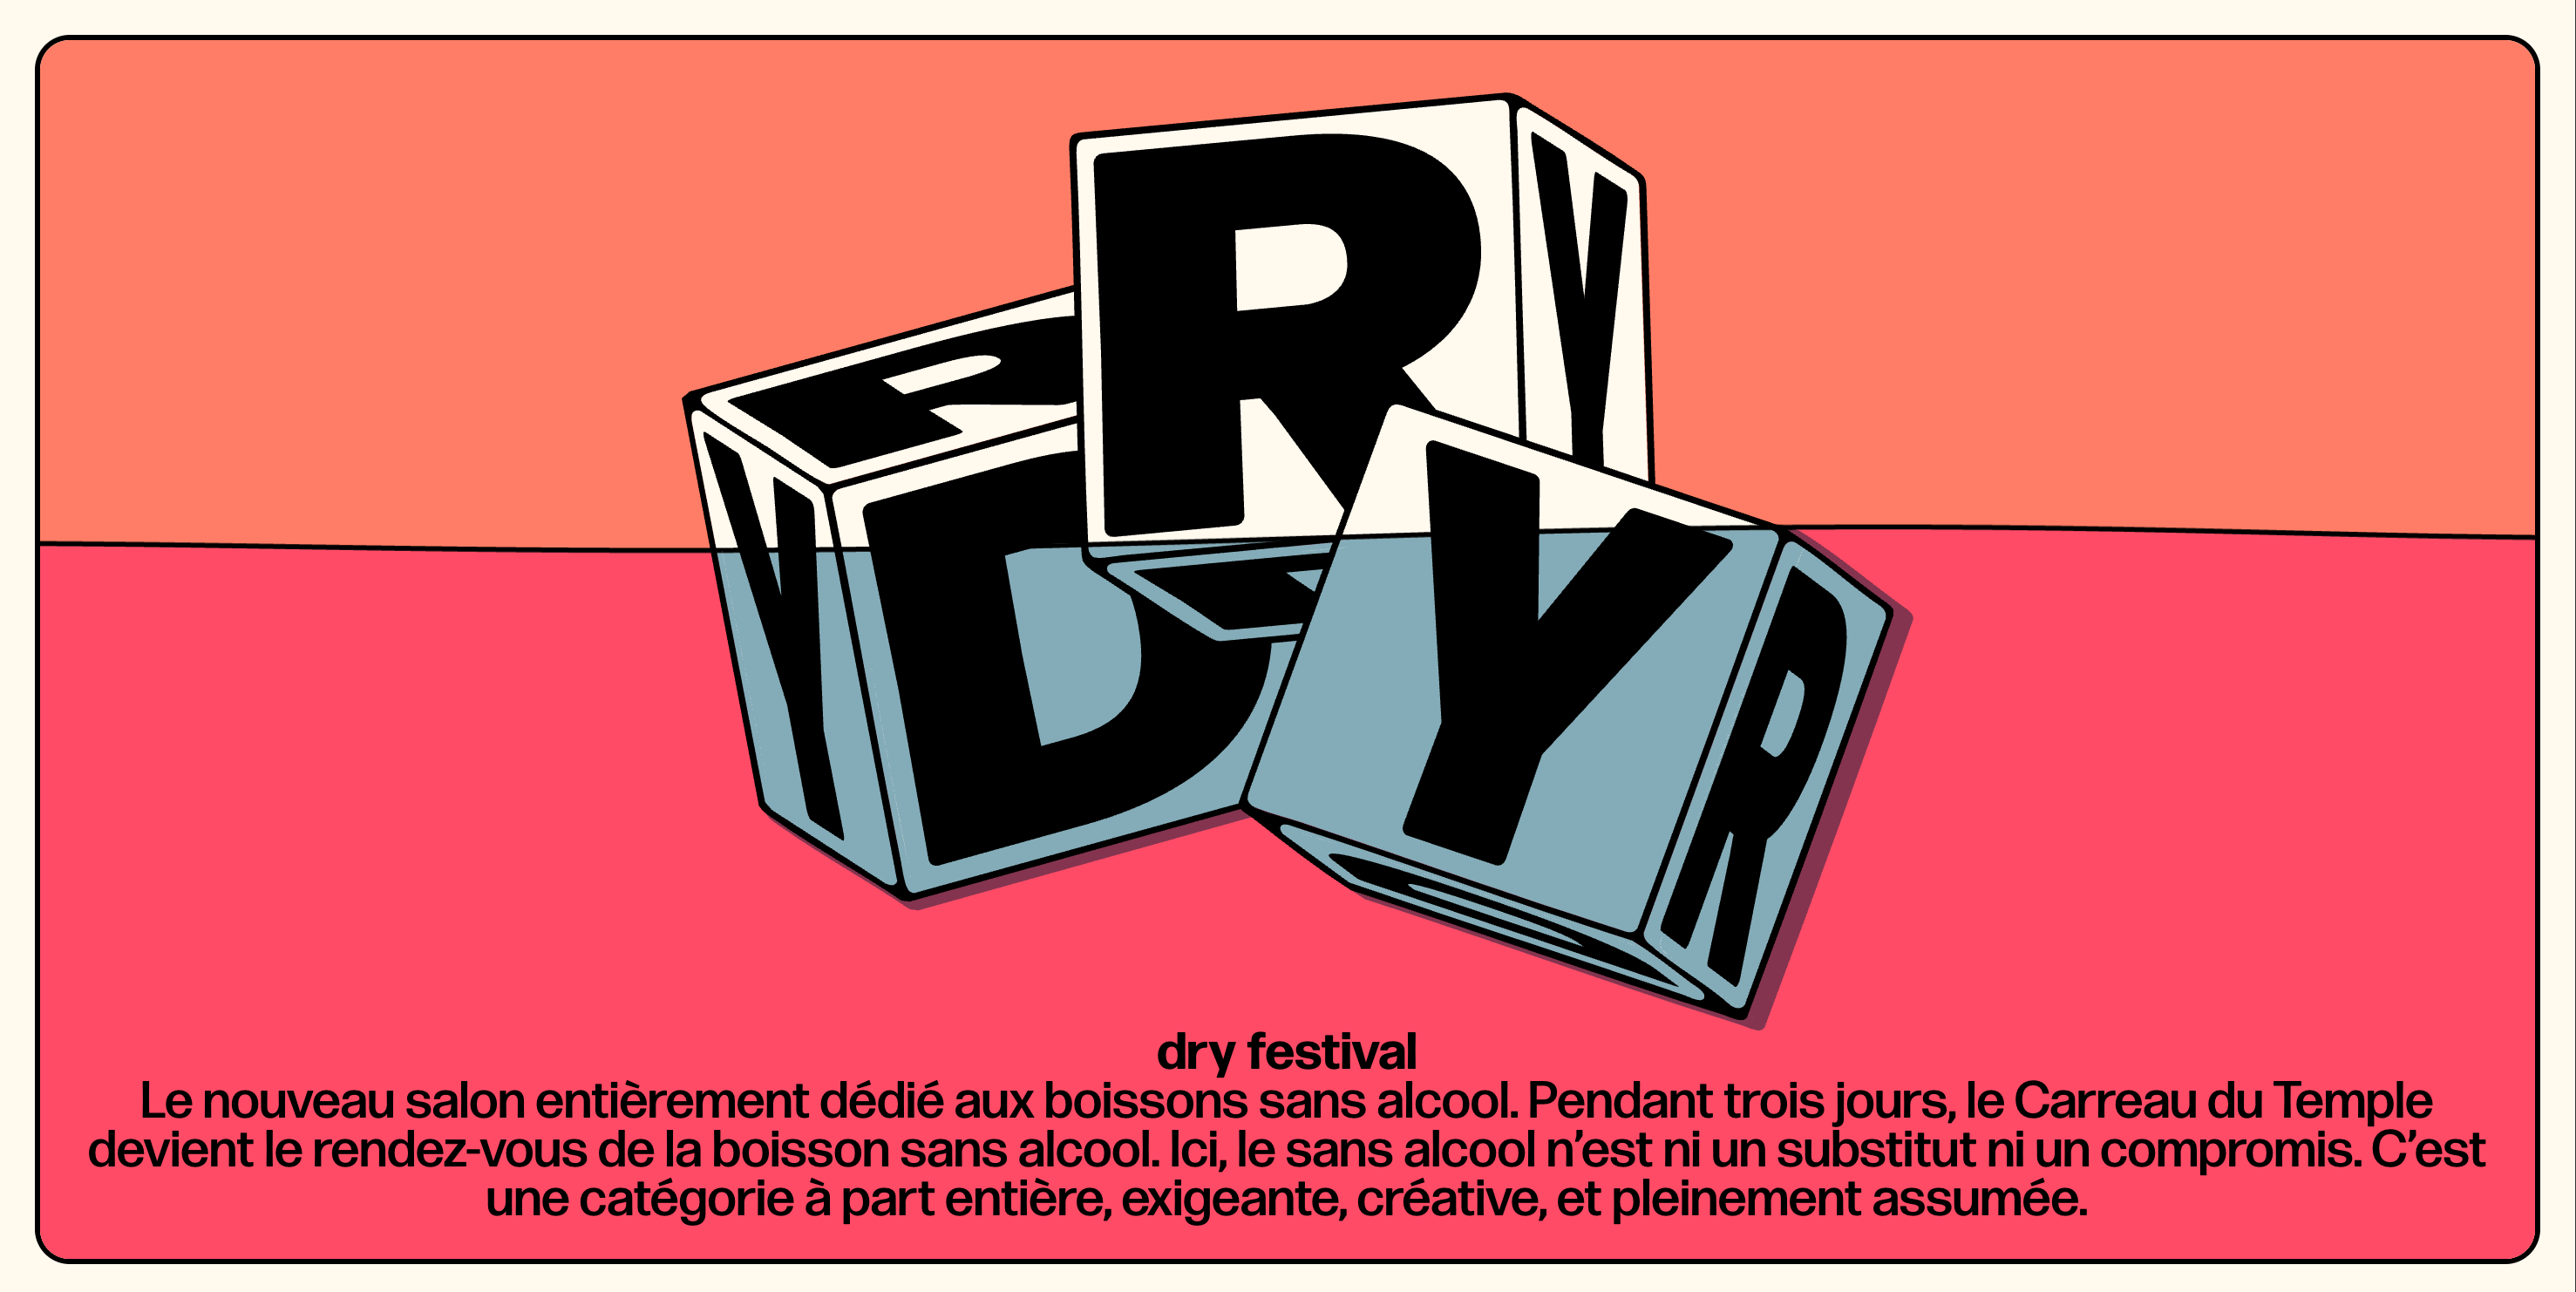 R Y
R
Y D Y R
dry festival
Le nouveau salon entièrement dédié aux boissons sans alcool. Pendant trois jours, le Carreau du Temple
devient le rendez-vous de la boisson sans alcool. Ici, le sans alcool n’est ni un substitut ni un compromis. C’est
une catégorie à part entière, exigeante, créative, et pleinement assumée.